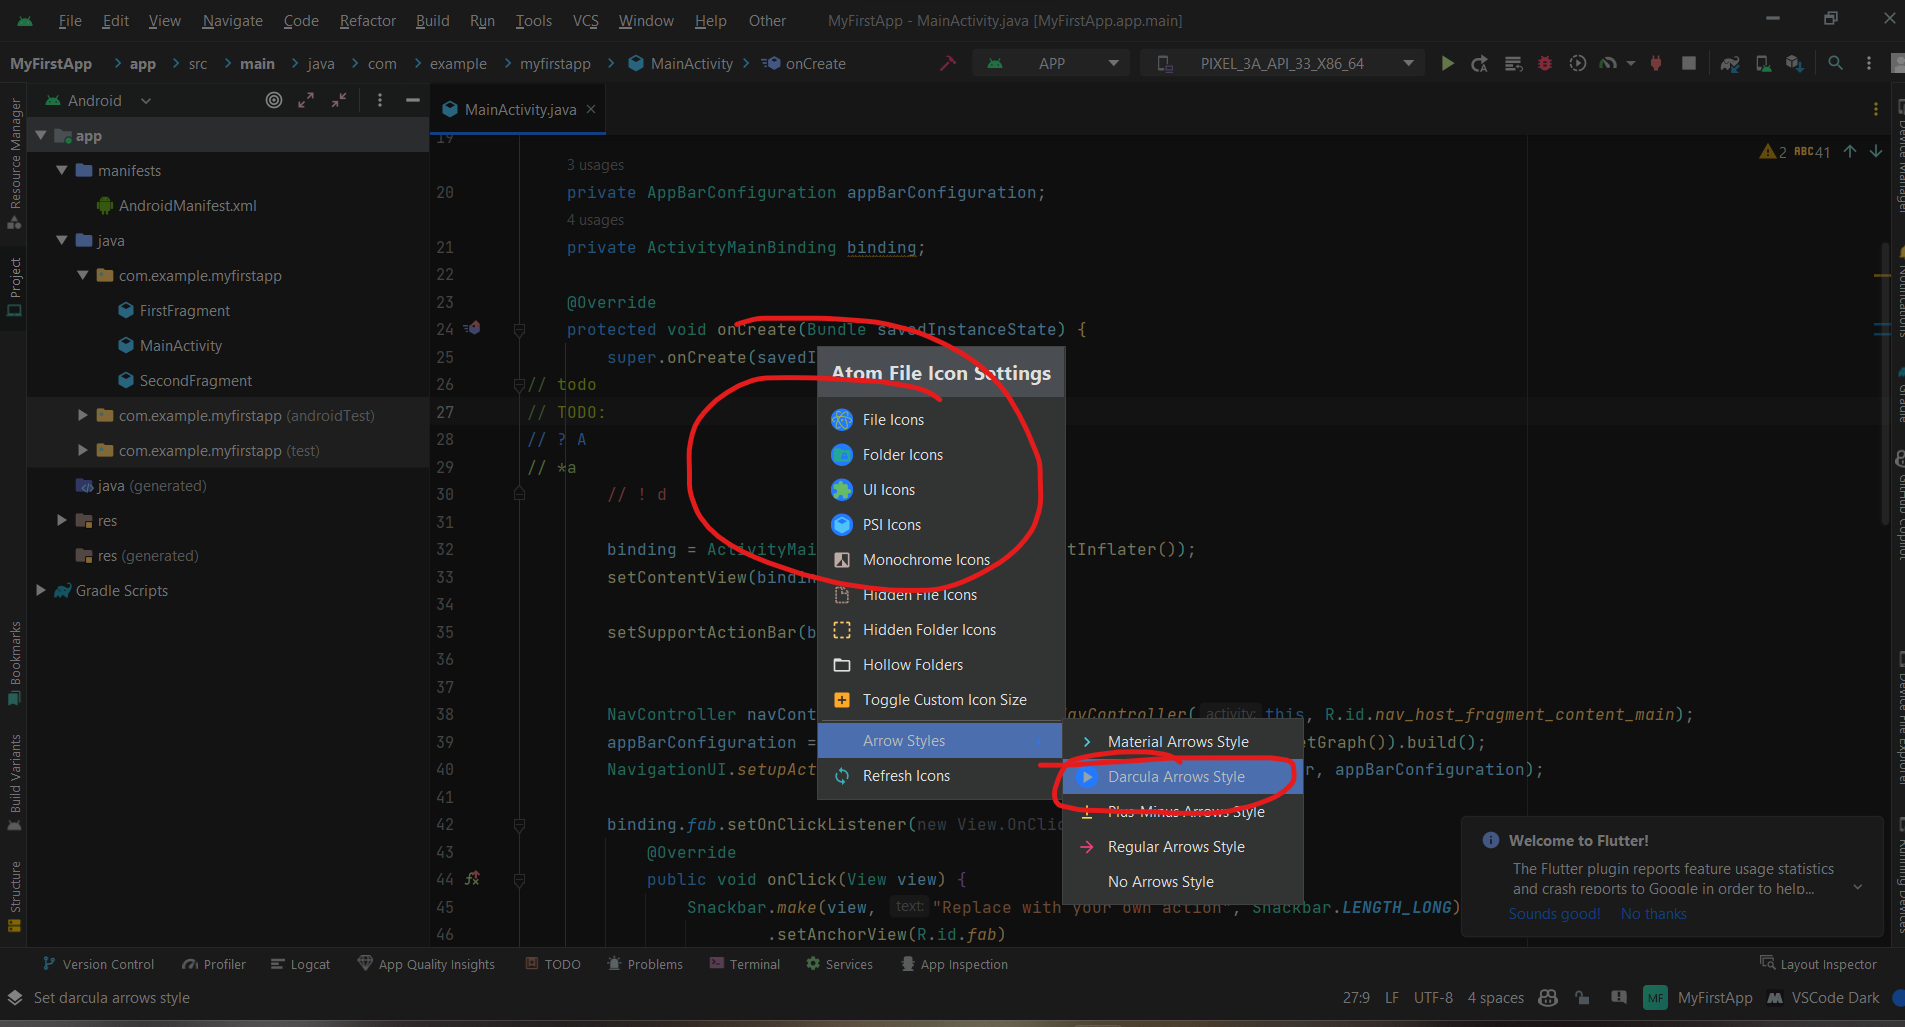 File Edit View Navigate Code Refactor Build Run Tools VCS Window Help Other MyFirstApp - MainActivity.java [MyFirstApp.app.main]
MyFirstApp app src main java com example myfirstapp MainActivity onCreate APP PIXEL_3A_API_33_X86_64
Android
MainActivity.java
Resource Manager
Project
Bookmarks
Build Variants
Structure
app
manifests
AndroidManifest.xml
java
com.example.myfirstapp
FirstFragment
MainActivity
SecondFragment
com.example.myfirstapp (androidTest)
com.example.myfirstapp (test)
java (generated)
res
res (generated)
Gradle Scripts
2 ABC 41
19
3 usages
20 private AppBarConfiguration appBarConfiguration;
4 usages
21 private ActivityMainBinding binding;
22
23 @Override
24 protected void onCreate(Bundle savedInstanceState) {
25 super.onCreate(savedI
26 // todo
27 // TODO:
28 // ? A
29 // *a
30 // ! d
31
32 binding = ActivityMai tInflater());
33 setContentView(bindin
34
35 setSupportActionBar(b
36
37
38 NavController navCont avController( activity: this, R.id.nav_host_fragment_content_main);
39 appBarConfiguration = etGraph()).build();
40 NavigationUI.setupAct r, appBarConfiguration);
41
42 binding.fab.setOnClickListener(new View.OnClic
43 @Override
44 public void onClick(View view) {
45 Snackbar.make(view, text: "Replace with your own action", Snackbar.LENGTH_LONG)
46 .setAnchorView(R.id.fab)
Atom File Icon Settings
File Icons
Folder Icons
UI Icons
PSI Icons
Monochrome Icons
Hidden File Icons
Hidden Folder Icons
Hollow Folders
Toggle Custom Icon Size
Arrow Styles
Refresh Icons
Material Arrows Style
Darcula Arrows Style
Plus-Minus Arrows Style
Regular Arrows Style
No Arrows Style
Device Manager
Notifications
Gradle
GitHub Copilot
Device File Explorer
Running Devices
Welcome to Flutter!
The Flutter plugin reports feature usage statistics
and crash reports to Google in order to help...
Sounds good! No thanks
Version Control Profiler Logcat App Quality Insights TODO Problems Terminal Services App Inspection Layout Inspector
Set darcula arrows style 27:9 LF UTF-8 4 spaces MF MyFirstApp VSCode Dark